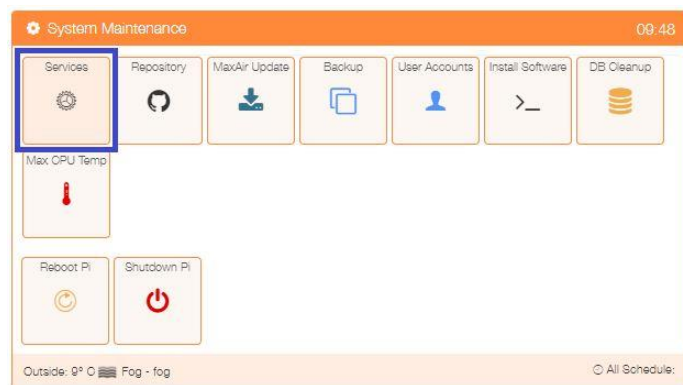 System Maintenance 09:48
Services Repository MaxAir Update Backup User Accounts Install Software DB Cleanup
>_
Max CPU Temp
Reboot Pi Shutdown Pi
Outside: 9° C Fog - fog All Schedule: